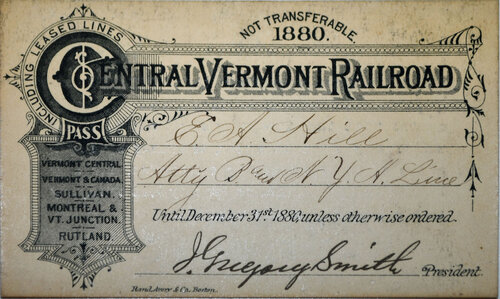 NOT TRANSFERABLE.
1880.
INCLUDING LEASED LINES
CENTRAL VERMONT RAILROAD
PASS
E. A. Hill
Atty N. Y. A. Line
VERMONT CENTRAL.
VERMONT & CANADA.
SULLIVAN.
MONTREAL &
VT. JUNCTION.
RUTLAND.
Until December 31st 1880, unless otherwise ordered.
J. Gregory Smith President.
Rand, Avery & Co. Boston.